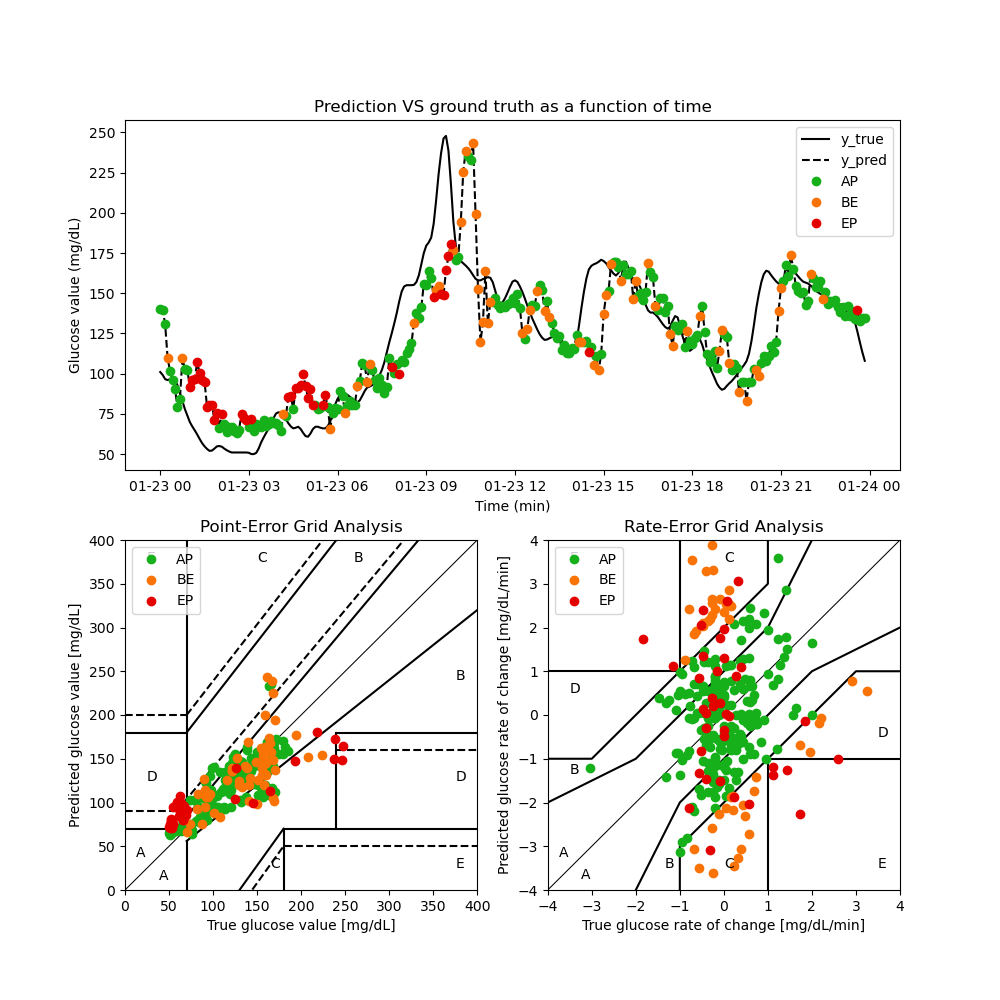 Prediction VS ground truth as a function of time
Glucose value (mg/dL)
250
225
200
175
150
125
100
75
50
y_true
y_pred
AP
BE
EP
01-23 00 01-23 03 01-23 06 01-23 09 01-23 12 01-23 15 01-23 18 01-23 21 01-24 00
Time (min)
Point-Error Grid Analysis
Predicted glucose value [mg/dL]
400
350
300
250
200
150
100
50
0
AP
BE
EP
C
B
B
D
D
A
A
C
E
0 50 100 150 200 250 300 350 400
True glucose value [mg/dL]
Rate-Error Grid Analysis
Predicted glucose rate of change [mg/dL/min]
4
3
2
1
0
−1
−2
−3
−4
AP
BE
EP
C
D
D
B
A
A
B
C
E
−4 −3 −2 −1 0 1 2 3 4
True glucose rate of change [mg/dL/min]